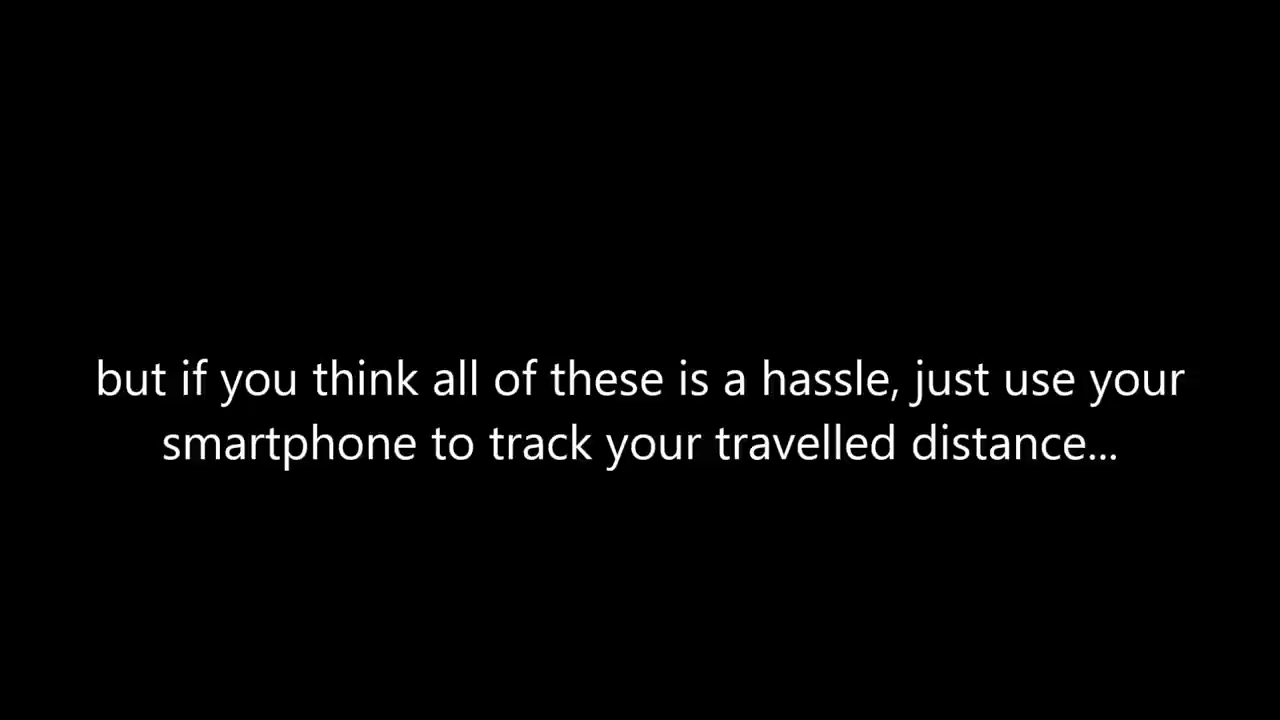 but if you think all of these is a hassle, just use your
smartphone to track your travelled distance...